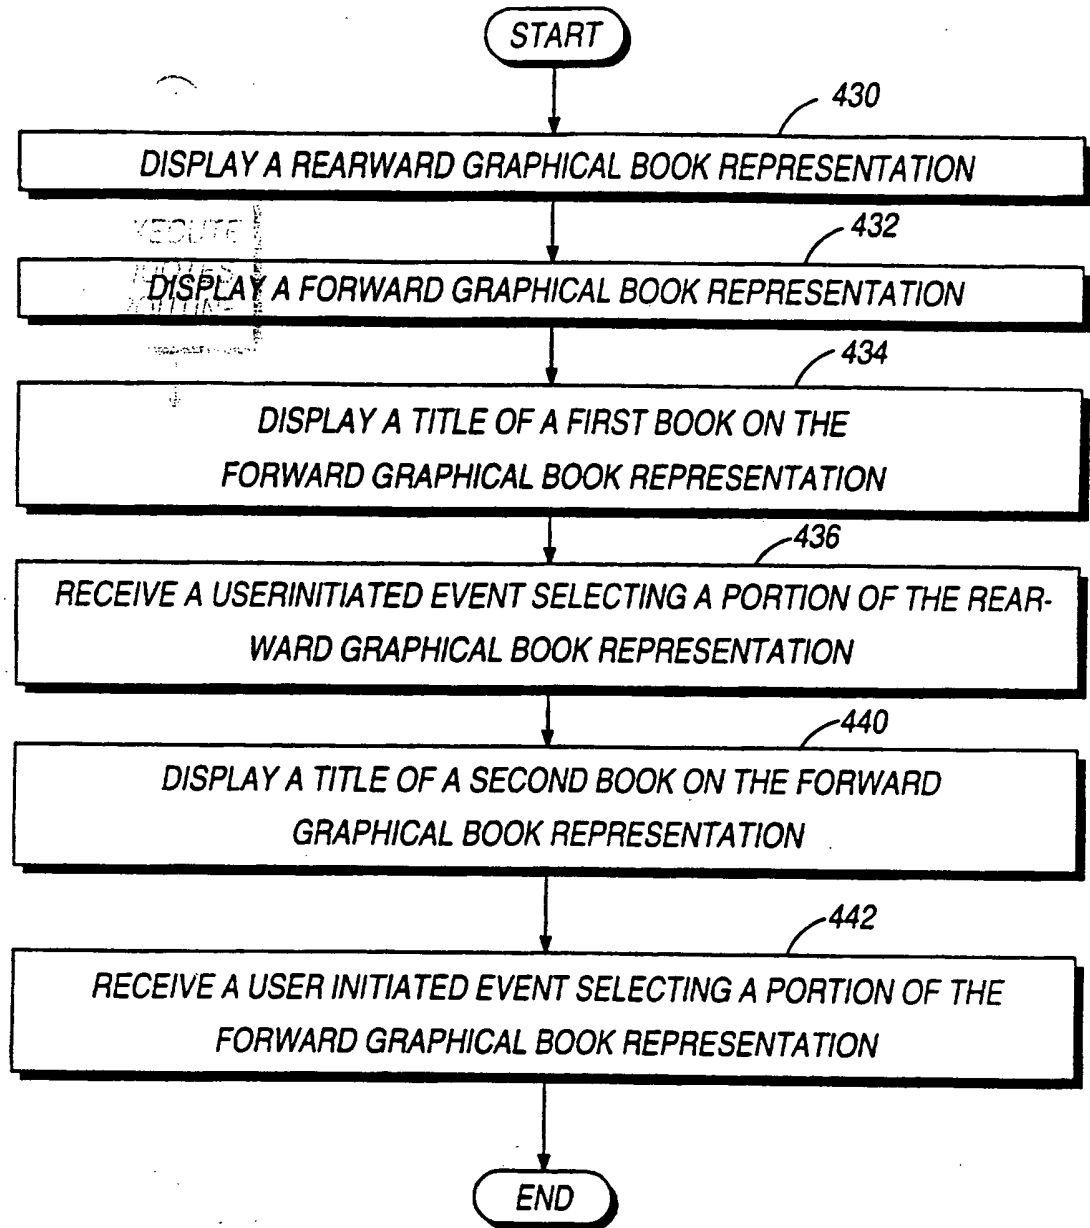 START
430
DISPLAY A REARWARD GRAPHICAL BOOK REPRESENTATION
432
DISPLAY A FORWARD GRAPHICAL BOOK REPRESENTATION
434
DISPLAY A TITLE OF A FIRST BOOK ON THE
FORWARD GRAPHICAL BOOK REPRESENTATION
436
RECEIVE A USERINITIATED EVENT SELECTING A PORTION OF THE REAR-
WARD GRAPHICAL BOOK REPRESENTATION
440
DISPLAY A TITLE OF A SECOND BOOK ON THE FORWARD
GRAPHICAL BOOK REPRESENTATION
442
RECEIVE A USER INITIATED EVENT SELECTING A PORTION OF THE
FORWARD GRAPHICAL BOOK REPRESENTATION
END